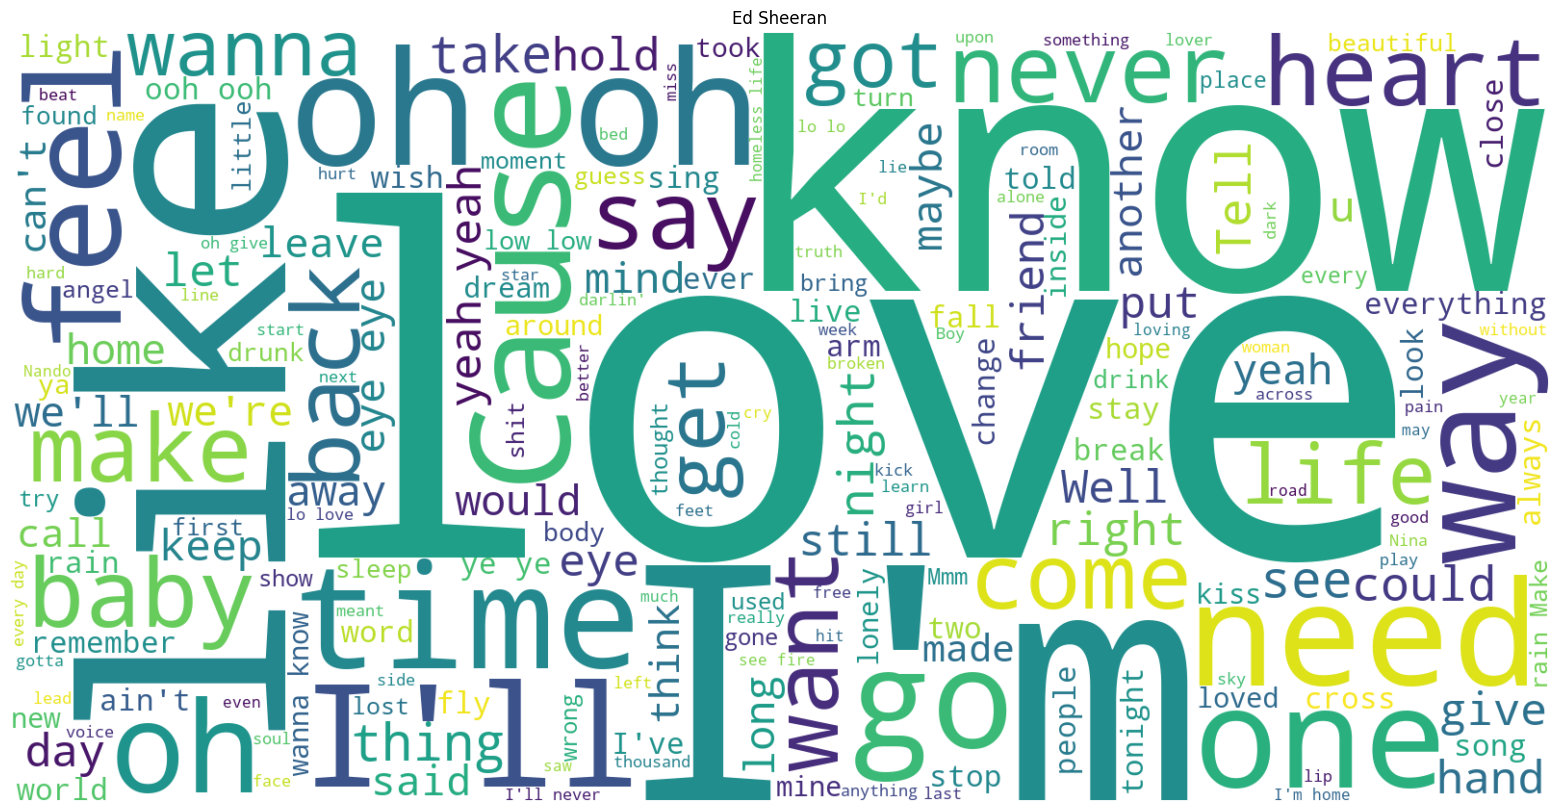 Ed Sheeran
light
wanna
oh oh
take
hold
took
know
got
upon
something
lover
never
heart
beautiful
beat
found
name
ooh ooh
little
miss
homeless life
turn
place
close
feel
like
can't
hurt
wish
moment
bed
guess
sing
lo lo
lie
I'd
maybe
room
told
alone
inside
another
Tell
dark
u
every
oh give
leave
let
hard
angel
line
yeah yeah
low low
cause
say
star
dream
darlin'
mind
ever
truth
bring
friend
put
everything
love
back
eye eye
start
home
drunk
Nando
ya
next
around
better
live
week
arm
broken
fall
Boy
change
loving
hope
woman
yeah
across
look
without
way
we'll
we're
make
shit
get
thought
cold
cry
feet
night
drink
stay
break
pain
year
may
always
try
away
lo love
would
kick
learn
girl
Well
life
road
good
right
Nina
play
call
first
keep
body
still
rain
baby
show
sleep
ye ye
eye
I'm
want
free
Mmm
come
kiss
see
could
every day
remember
time
meant
word
much
used
really
gone
hit
lonely
two
made
need
rain Make
gotta
wanna know
think
see fire
side
left
lead
ain't
even
I'll
lost
fly
go
people
tonight
sky
loved
cross
give
new
voice
oh
soul
thing
wrong
I've
long
one
song
day
face
said
saw
thousand
mine
anything
stop
last
lip
hand
world
I'll never
I'm home